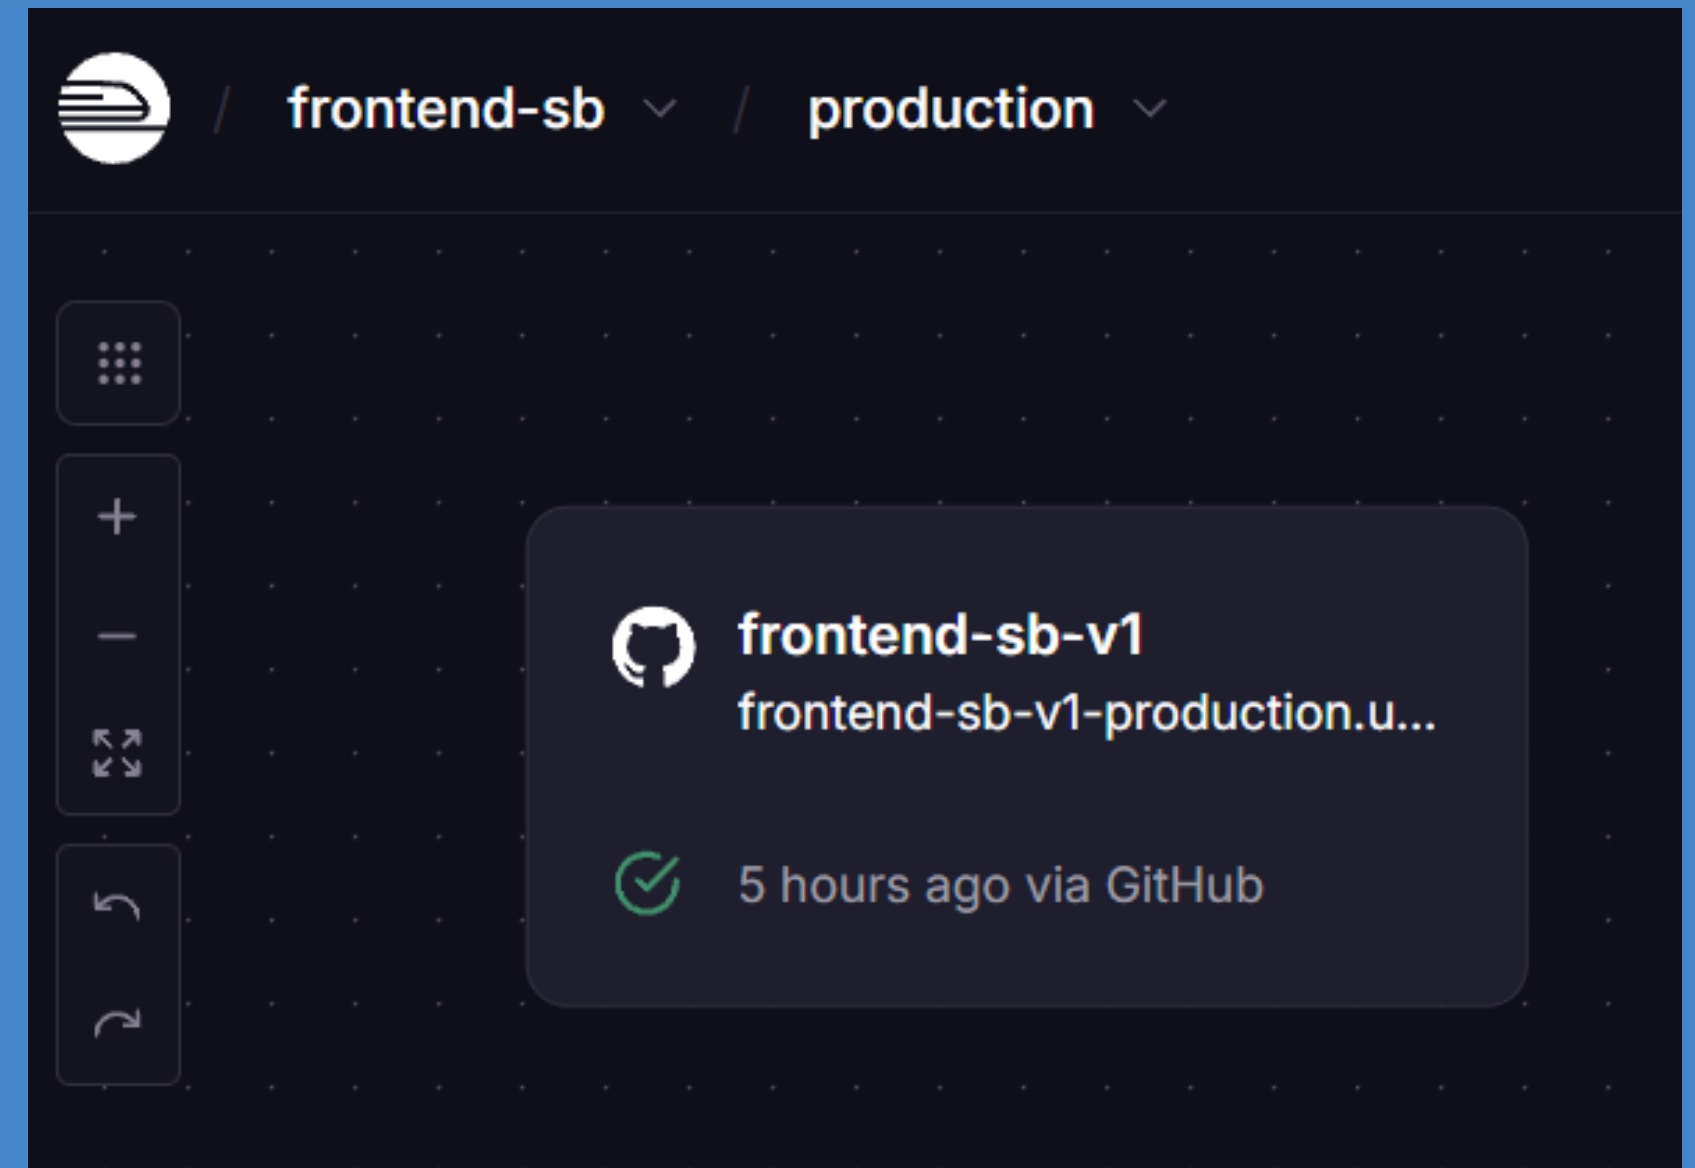 / frontend-sb / production
frontend-sb-v1
frontend-sb-v1-production.u...
5 hours ago via GitHub